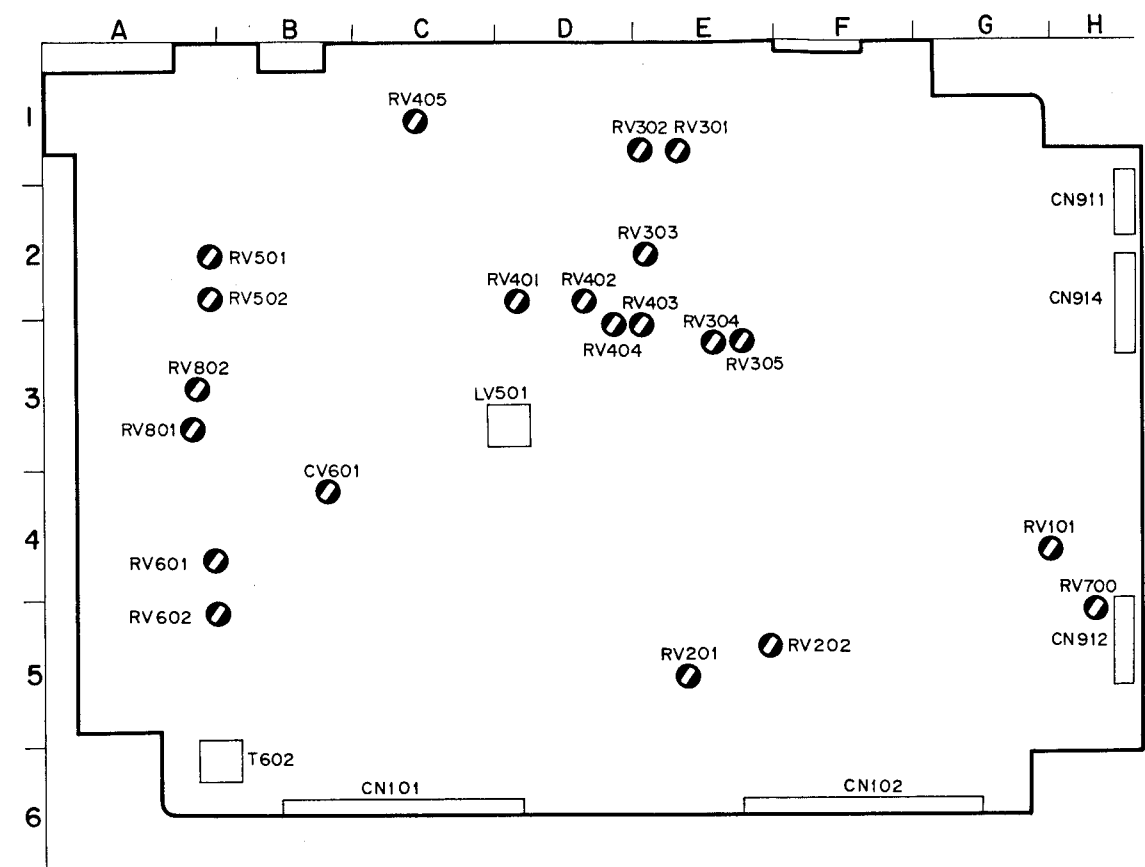 A B C D E F G H
1
RV405
RV302 RV301
CN911
2
RV501
RV303
RV502
RV401 RV402
RV403
CN914
RV304
RV404
RV305
RV802
3
LV501
RV801
CV601
RV101
4
RV601
RV700
RV602
CN912
RV201
RV202
5
T602
CN101
CN102
6